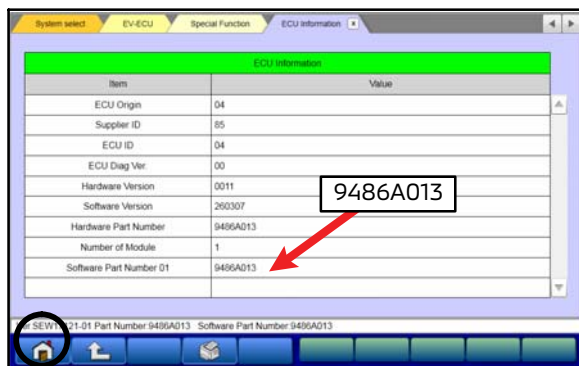 System select EV-ECU Special Function ECU Information x
ECU Information
Item Value
ECU Origin 04
Supplier ID 85
ECU ID 04
ECU Diag Ver. 00
Hardware Version 0011
9486A013
Software Version 260307
Hardware Part Number 9486A013
Number of Module 1
Software Part Number 01 9486A013
121-01 Part Number:9486A013 Software Part Number:9486A013